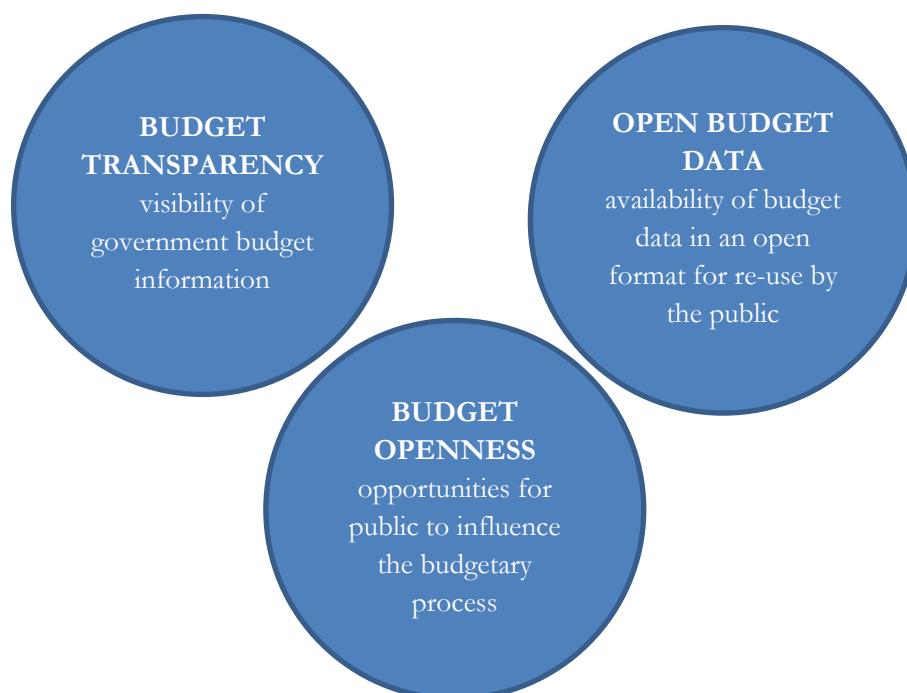 BUDGET
TRANSPARENCY
visibility of
government budget
information
OPEN BUDGET
DATA
availability of budget
data in an open
format for re-use by
the public
BUDGET
OPENNESS
opportunities for
public to influence
the budgetary
process